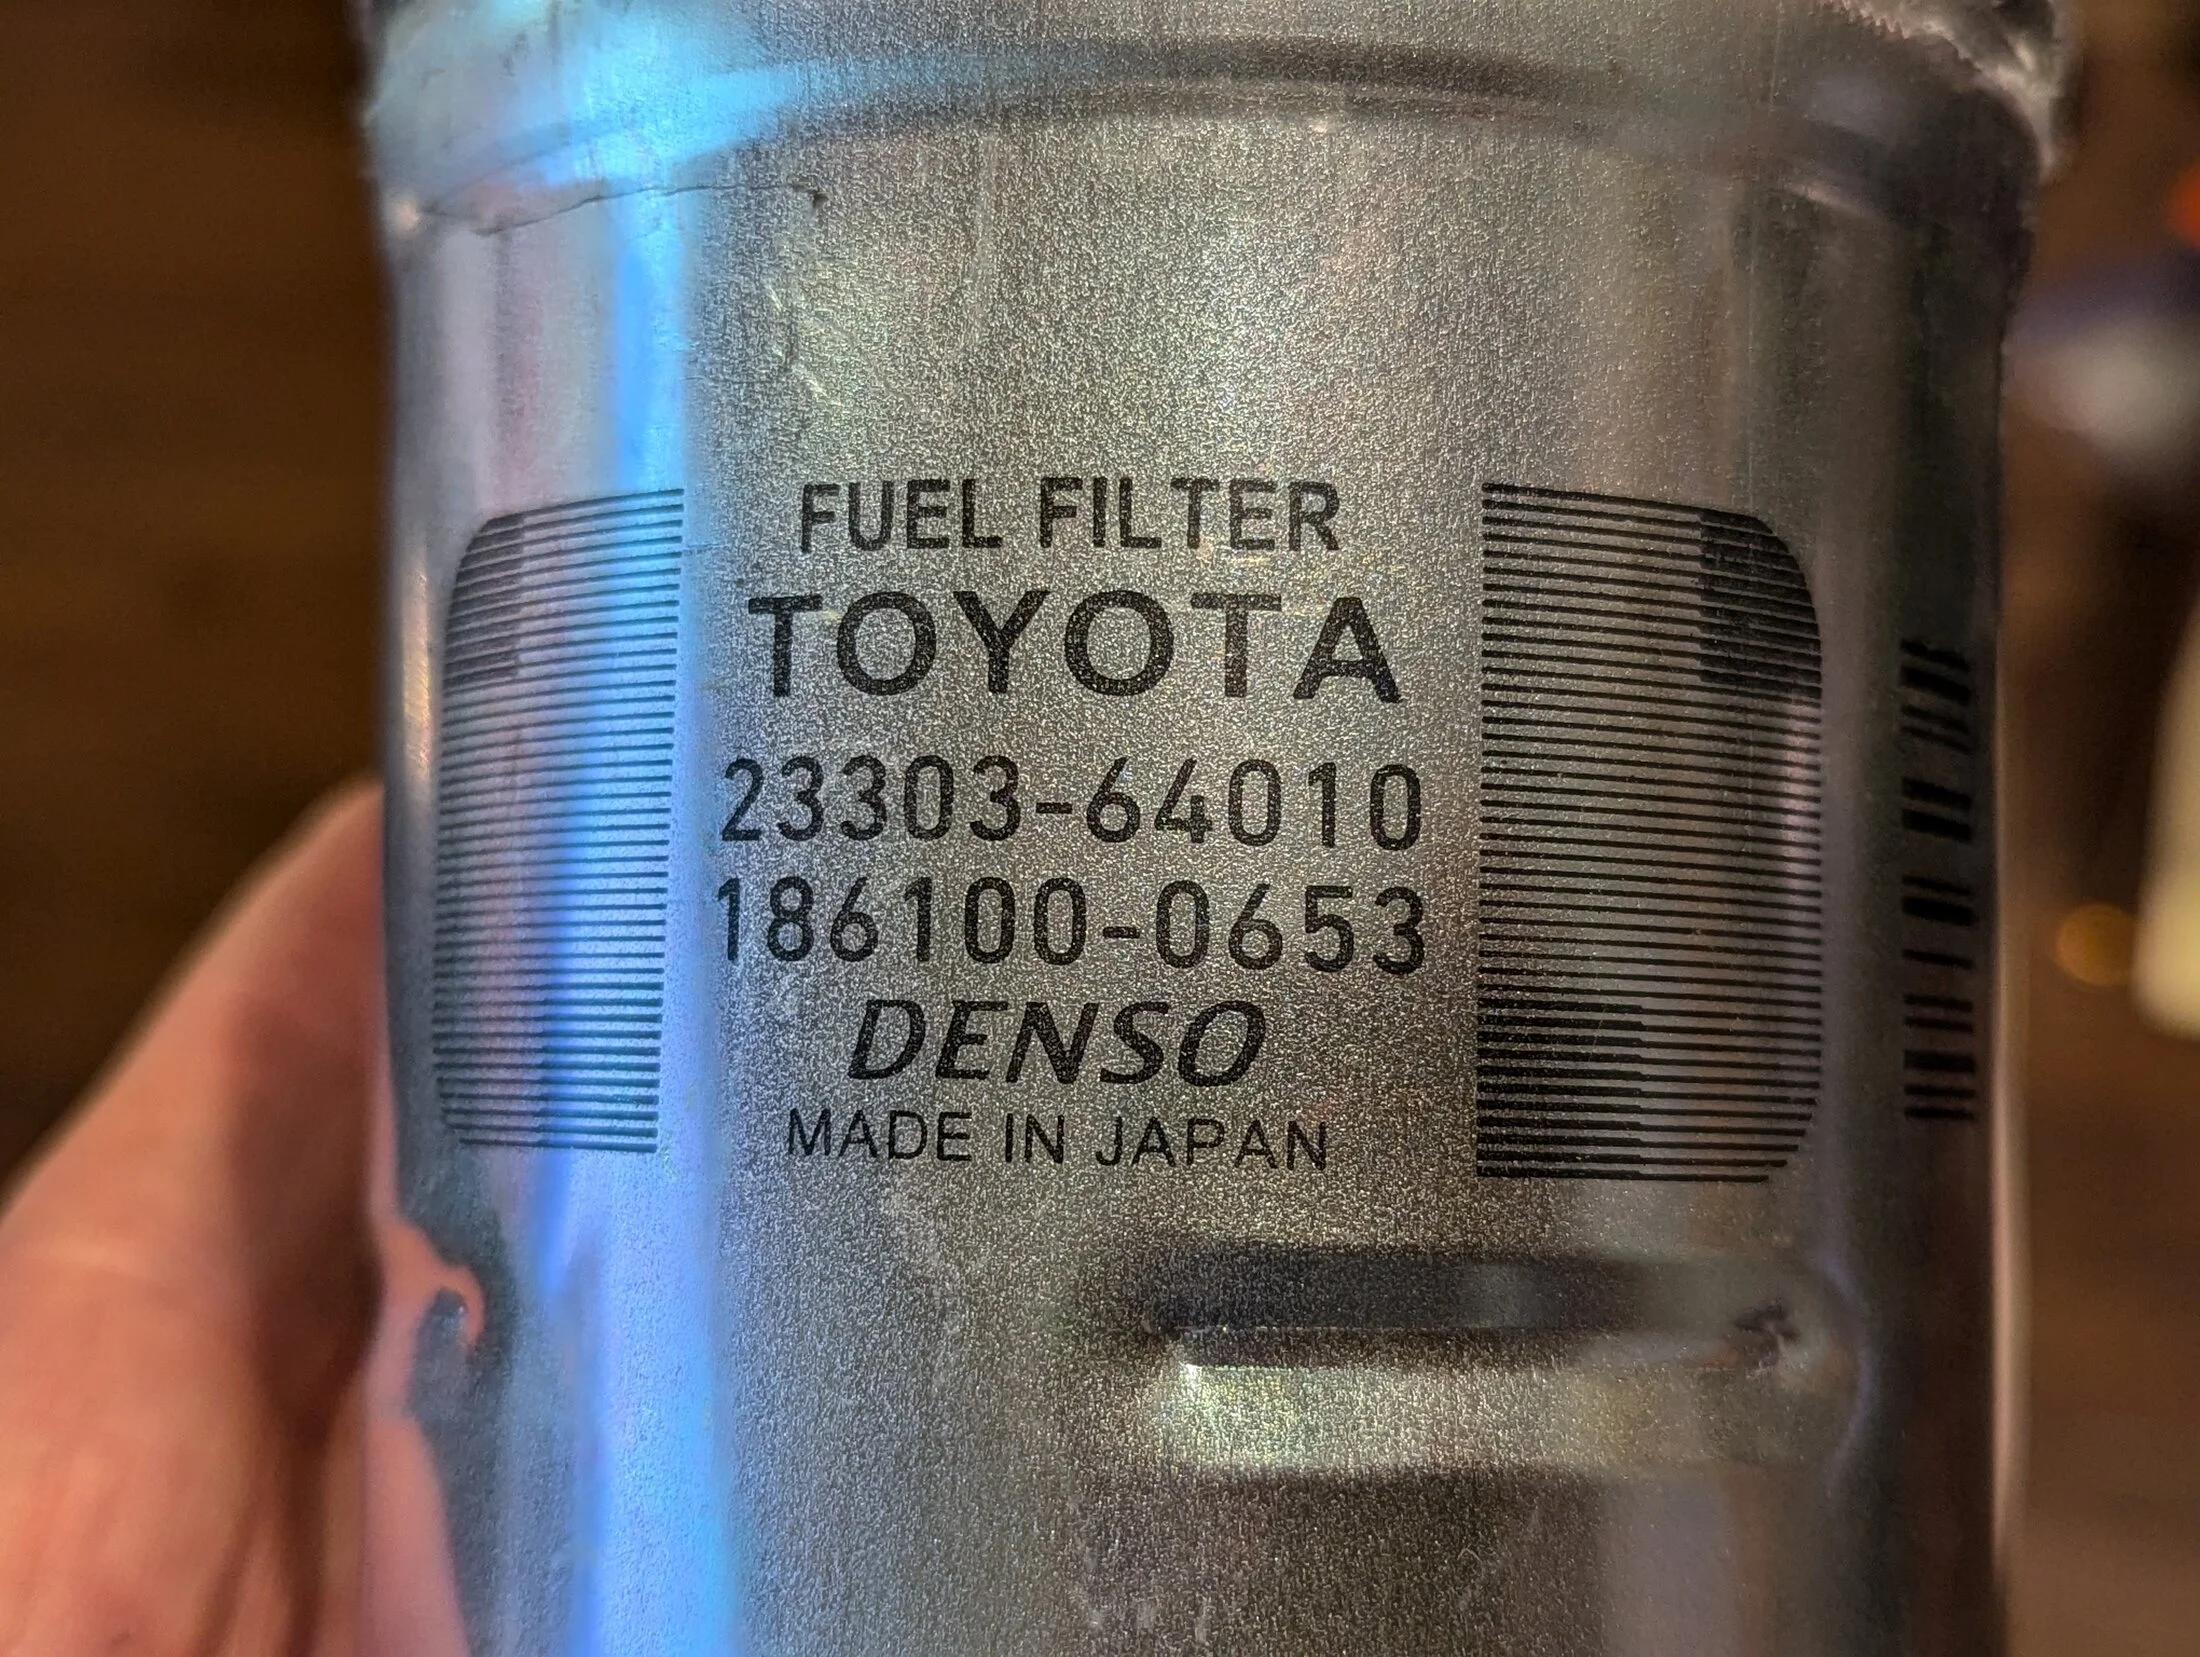 FUEL FILTER
TOYOTA
23303-64010
186100-0653
DENSO
MADE IN JAPAN